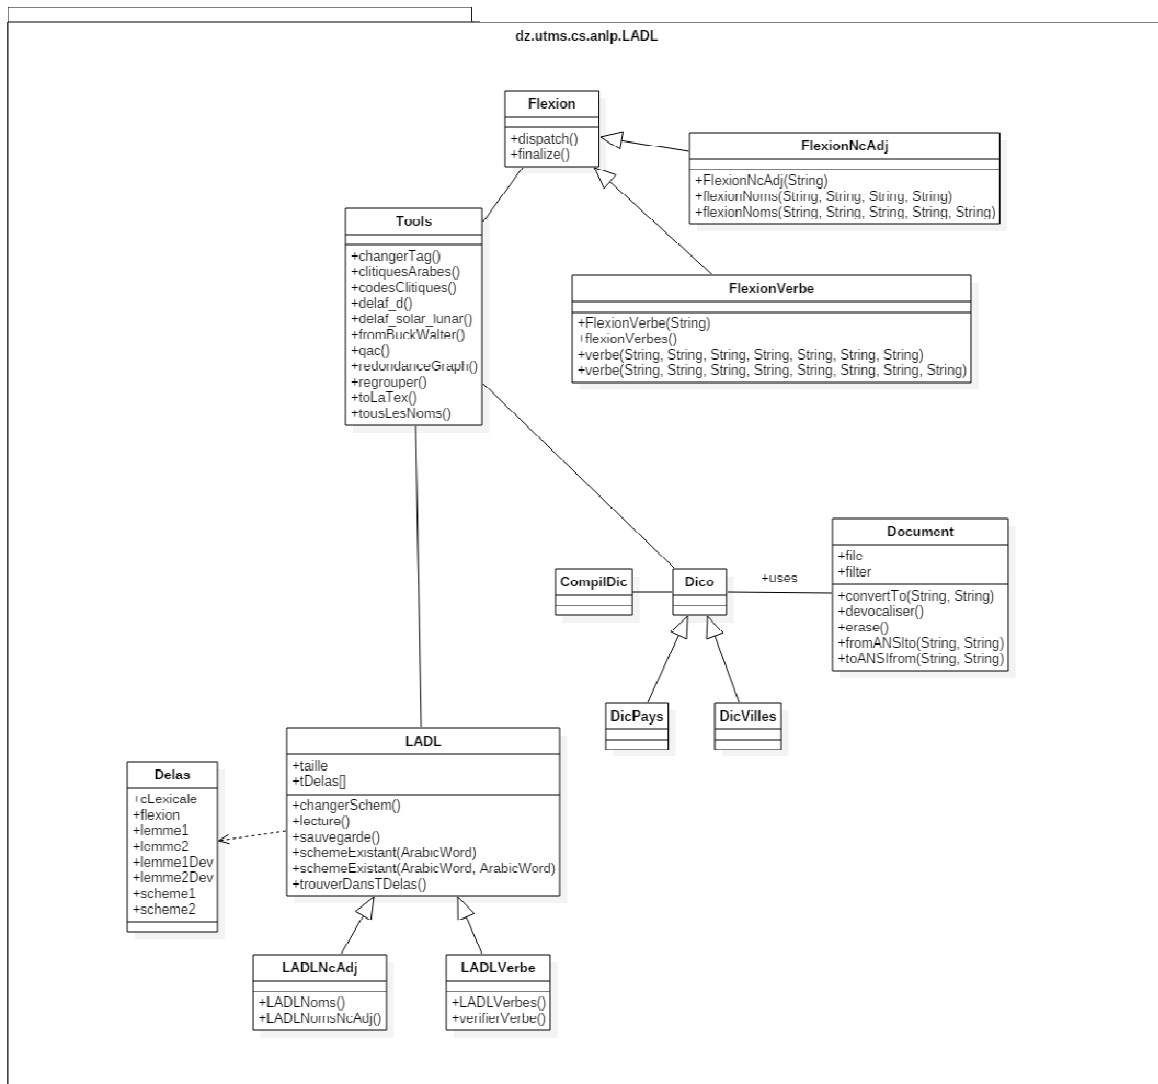 dz.utms.cs.anlp.LADL
Flexion
+dispatch()
+finalize()
FlexionNcAdj
+FlexionNcAdj(String)
+flexionNoms(String, String, String, String)
+flexionNoms(String, String, String, String, String)
Tools
+changerTag()
+clitiquesArabes()
+codesClitiques()
+delaf_d()
+delaf_solar_lunar()
+fromBuckWalter()
+qac()
+redondanceGraph()
+regrouper()
+toLaTex()
+tousLesNoms()
FlexionVerbe
+FlexionVerbe(String)
+flexionVerbes()
+verbe(String, String, String, String, String, String, String)
+verbe(String, String, String, String, String, String, String, String)
Document
+file
+filter
+convertTo(String, String)
+devocaliser()
+erase()
+fromANSIto(String, String)
+toANSIfrom(String, String)
CompilDic
Dico
+uses
DicPays
DicVilles
LADL
+taille
+tDelas[]
+changerSchem()
+lecture()
+sauvegarde()
+schemeExistant(ArabicWord)
+schemeExistant(ArabicWord, ArabicWord)
+trouverDansTDelas()
Delas
+cLexicale
+flexion
+lemme1
+lemme2
+lemme1Dev
+lemme2Dev
+scheme1
+scheme2
LADLNcAdj
+LADLNoms()
+LADLNomsNcAdj()
LADLVerbe
+LADLVerbes()
+verifierVerbe()